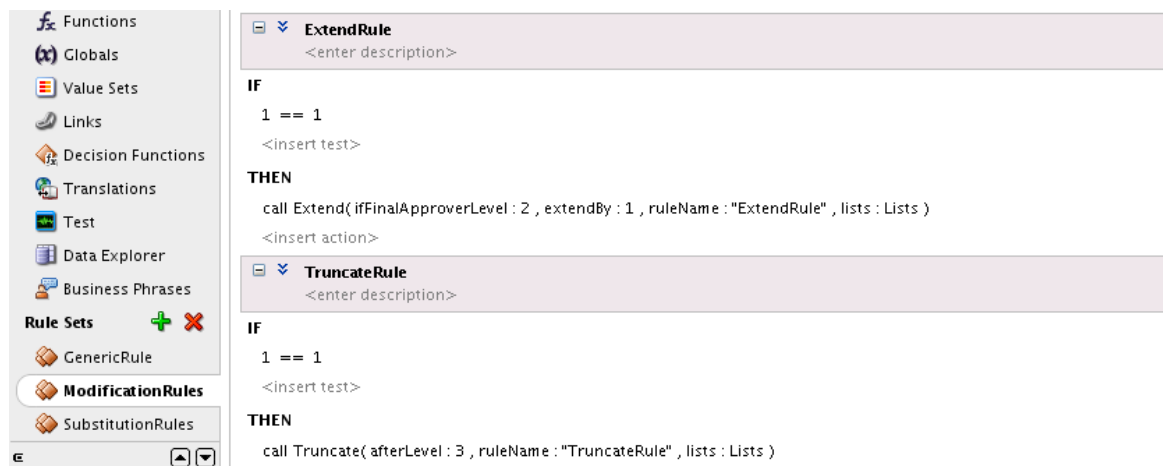 Functions
Globals
Value Sets
Links
Decision Functions
Translations
Test
Data Explorer
Business Phrases
Rule Sets
GenericRule
ModificationRules
SubstitutionRules
ExtendRule
<enter description>
IF
1 == 1
<insert test>
THEN
call Extend( ifFinalApproverLevel : 2 , extendBy : 1 , ruleName : "ExtendRule" , lists : Lists )
<insert action>
TruncateRule
<enter description>
IF
1 == 1
<insert test>
THEN
call Truncate( afterLevel : 3 , ruleName : "TruncateRule" , lists : Lists )